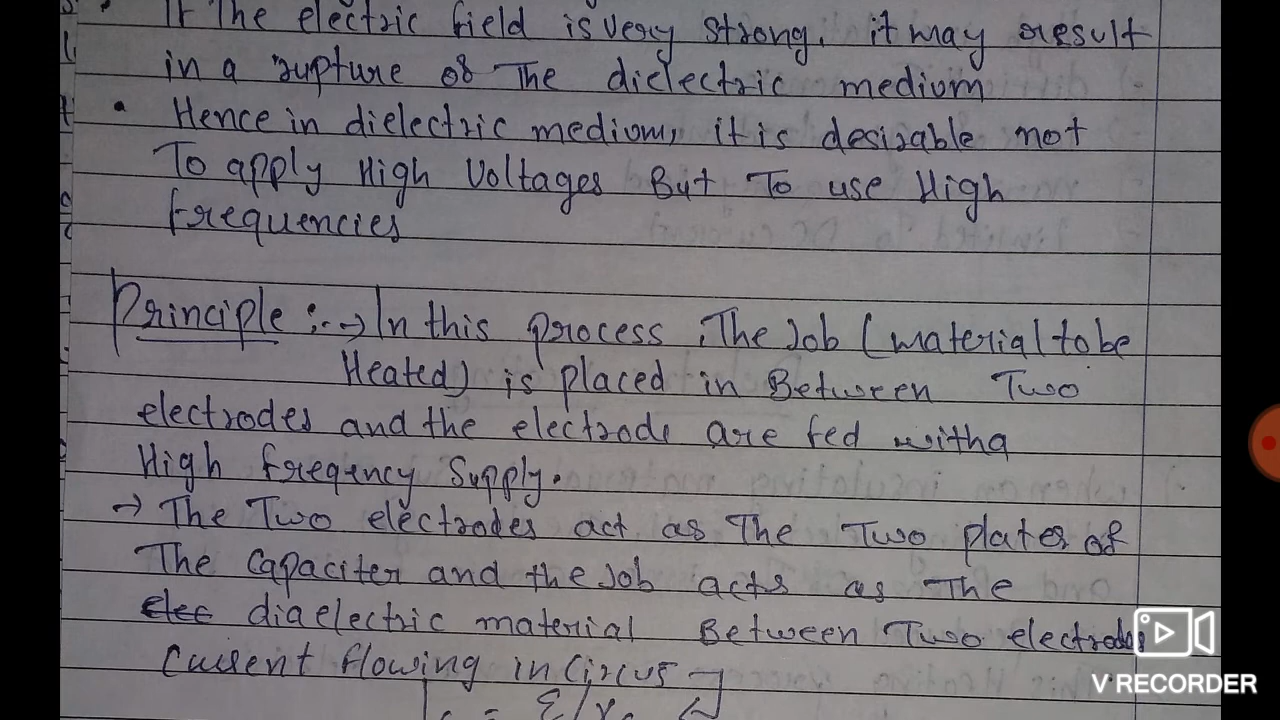 If The electric field is very strong, it may result
in a rupture of The dielectric medium
• Hence in dielectric medium, it is desirable not
To apply High Voltages But To use High
frequencies
Principle :-→ In this process, The Job (material to be
Heated) is placed in Between Two
electrodes and the electrode are fed with a
High freqency Supply.
→ The Two electrodes act as The Two plates of
The Capaciter and the Job acts as The
elec diaelectric material Between Two electrodes
Current flowing in Circut →
V RECORDER